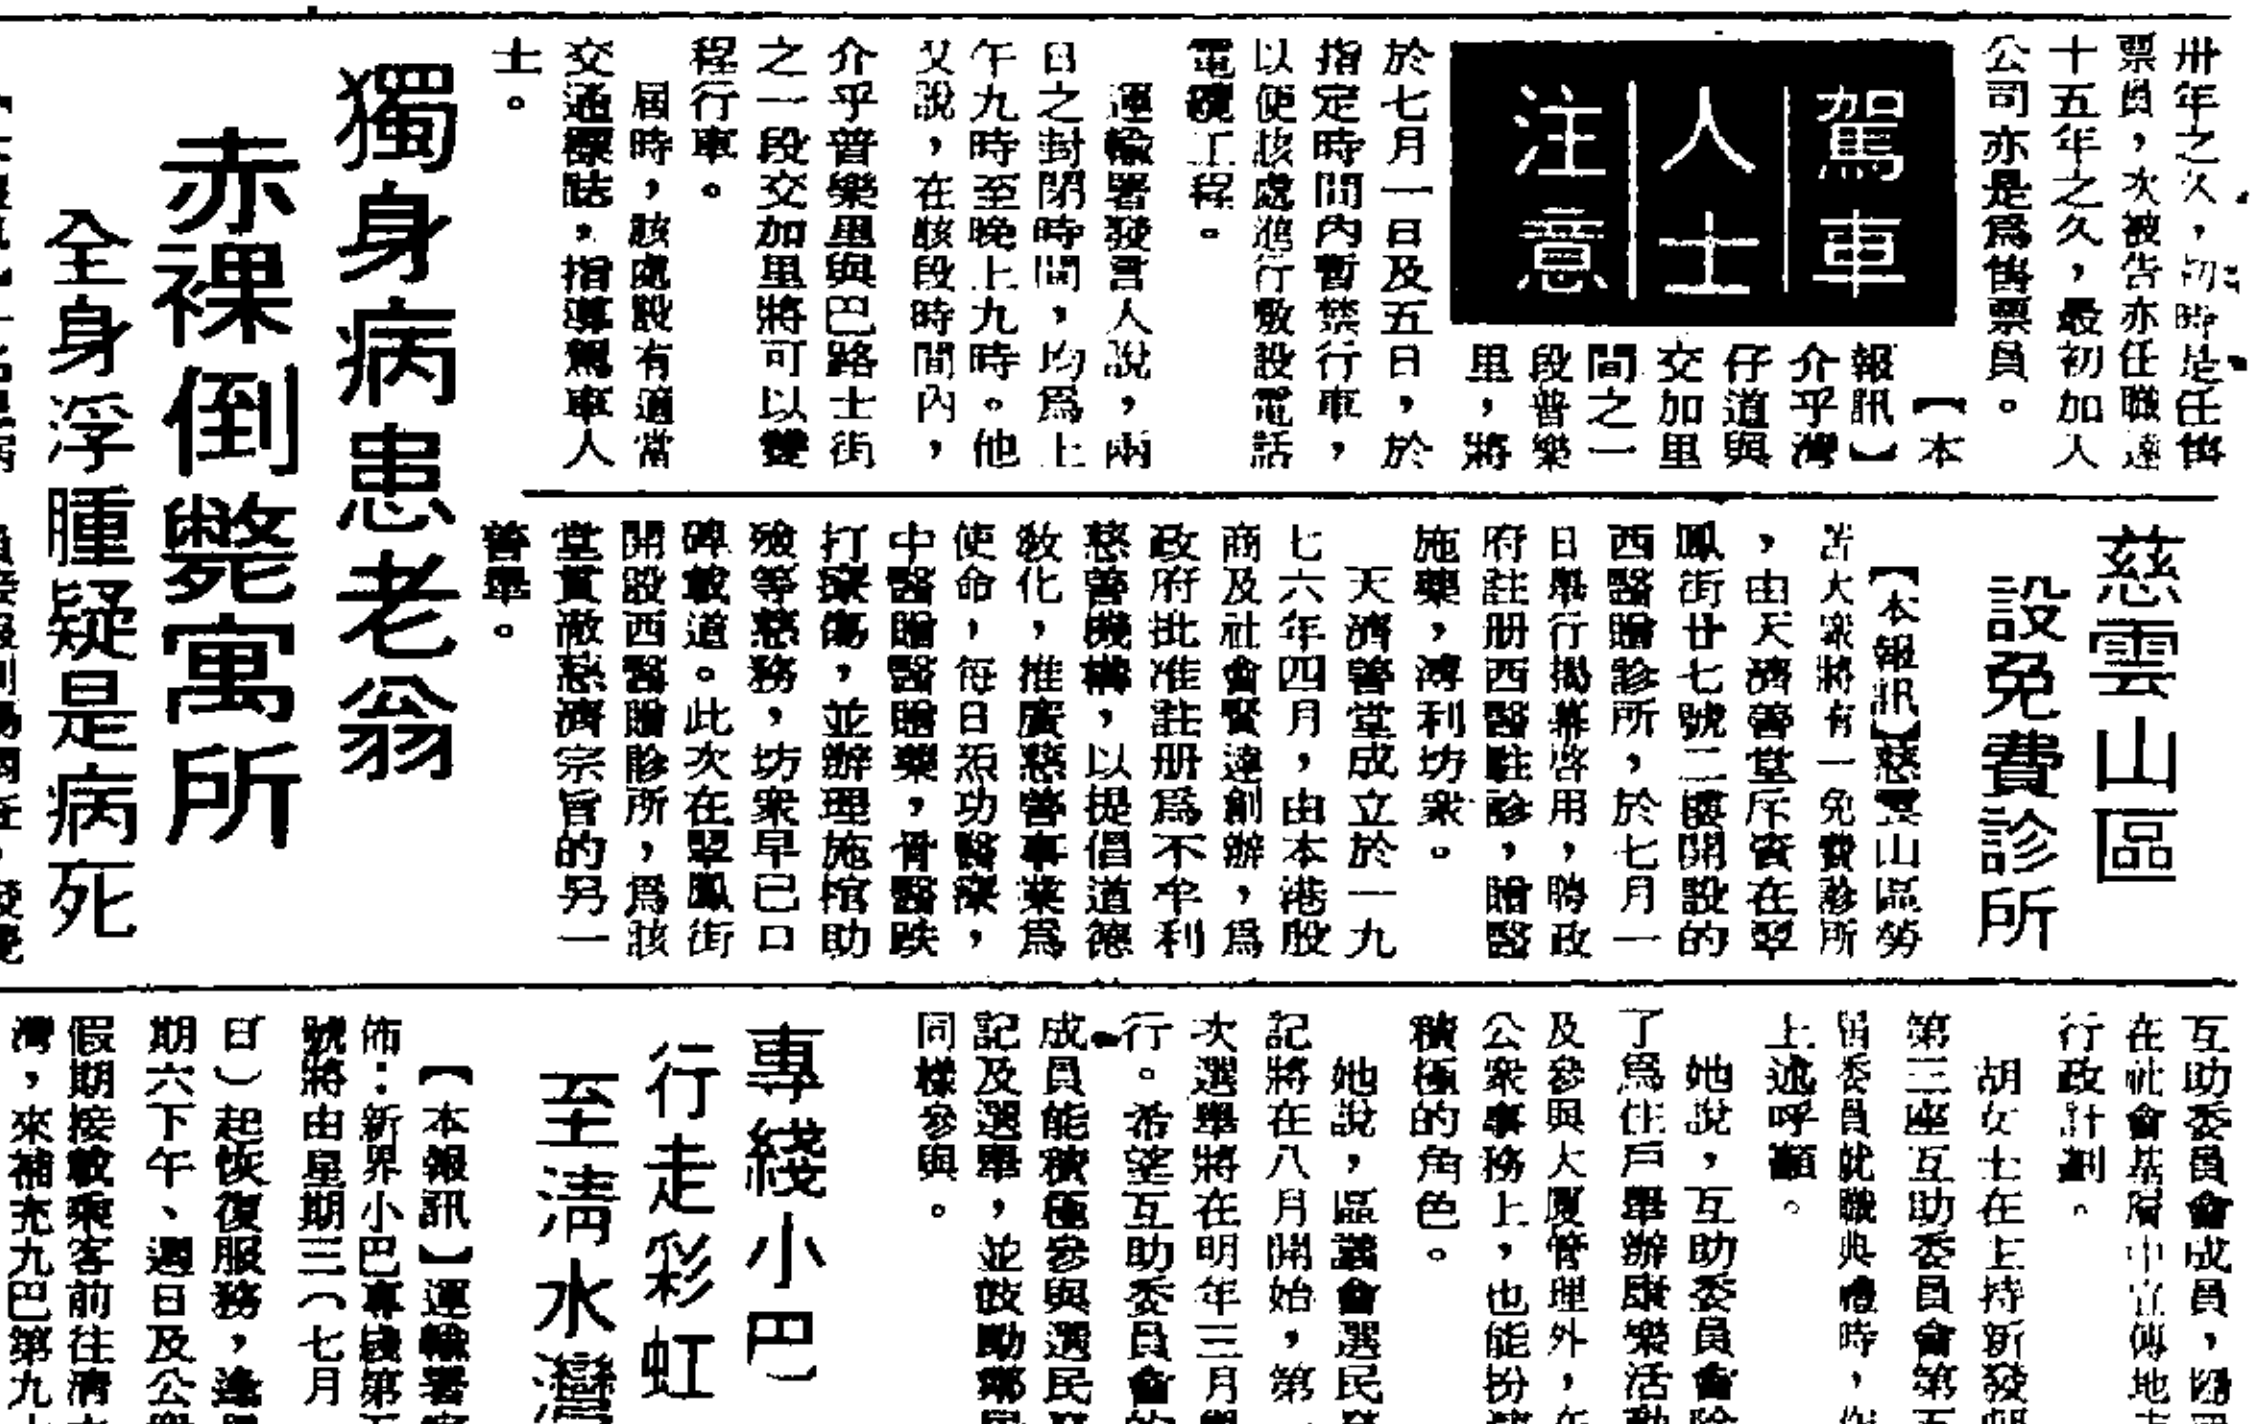 卅年之久，初時是任售
票員，次被告亦任職達
十五年之久，最初加入
公司亦是爲售票員。
駕車
人士
注意
【本
報訊】
介乎灣
仔道與
交加里
間之一
段普樂
里，將
於七月一日及五日，於
指定時間內暫禁行車，
以便該處進行敷設電話
電纜工程。
運輸署發言人說，兩
日之封閉時間，均爲上
午九時至晚上九時。他
又說，在該段時間內，
介乎普樂里與巴路士街
之一段交加里將可以雙
程行車。
屆時，該處設有適當
交通標誌，指導駕車人
士。
獨身病患老翁
赤裸倒斃寓所
全身浮腫疑是病死
慈雲山區
設免費診所
【本報訊】慈雲山區勞
苦大衆將有一免費診所
，由天濟善堂斥資在翠
鳳街廿七號二樓開設的
西醫贈診所，於七月一
日舉行揭幕啓用，聘政
府註册西醫駐診，贈醫
施藥，溥利坊衆。
天濟善堂成立於一九
七六年四月，由本港殷
商及社會賢達創辦，爲
政府批准註册爲不牟利
慈善機構，以提倡道德
敎化，推廣慈善事業爲
使命，每日派功醫療，
中醫贈醫贈藥，骨醫跌
打療傷，並辦理施棺助
殮等慈務，坊衆早已口
碑載道。此次在翠鳳街
開設西醫贈診所，爲該
堂貫徹慈濟宗旨的另一
善舉。
互助委員會成員，
在社會基層中宣傳地
行政計劃。
胡女士在主持新發邨
第三座互助委員會第五
屆委員就職典禮時，作
上述呼籲。
她說，互助委員會除
了爲住戶舉辦康樂活動
及參與大厦管理外，在
公衆事務上，也能扮
積極的角色。
她說，區議會選民登
記將在八月開始，第一
次選舉將在明年三月舉
行。希望互助委員會的
成員能積極參與選民登
記及選舉，並鼓勵鄰居
同樣參與。
專綫小巴
行走彩虹
至淸水灣
【本報訊】運輸署
佈：新界小巴專綫第
號將由星期三（七月
日）起恢復服務，逢
期六下午、週日及公衆
假期接載乘客前往淸
灣，來補充九巴第九